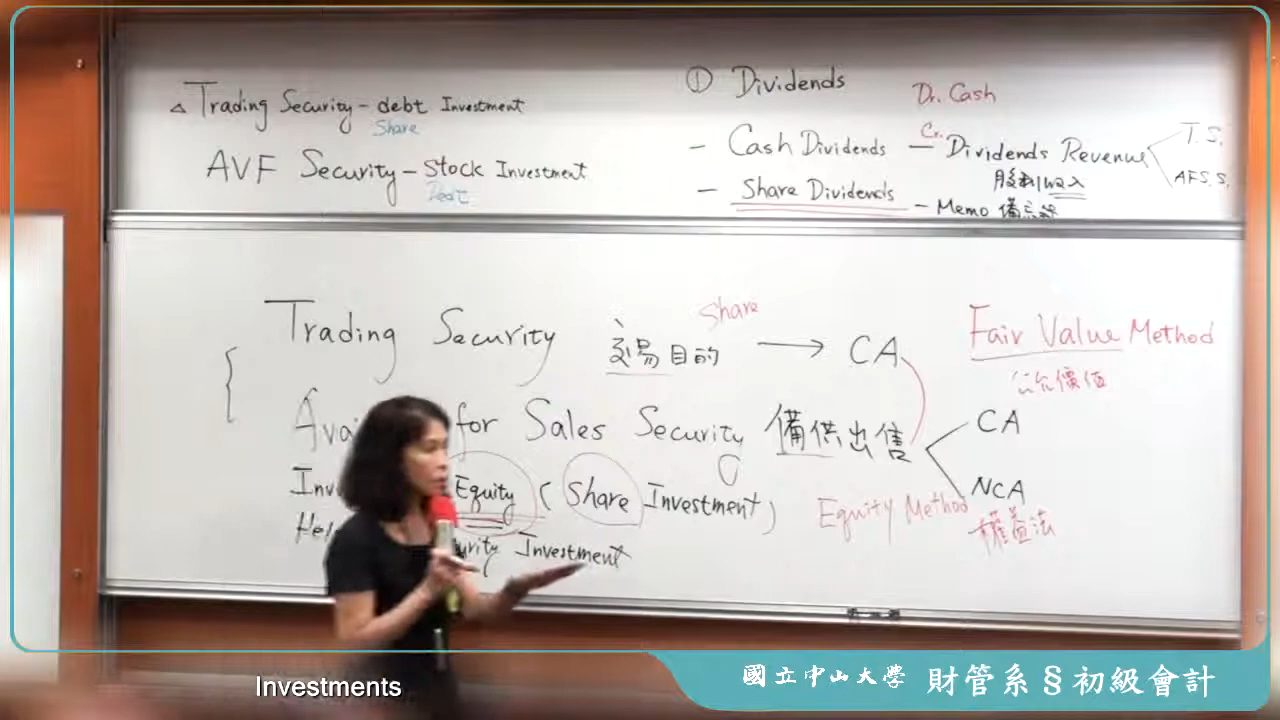 △ Trading Security - debt Investment
Share
AVF Security - Stock Investment
Debt
① Dividends
Dr. Cash
- Cash Dividends - Cr. Dividends Revenue
T.S.
股利收入
AFS.S.
- Share Dividends - Memo 備忘錄
Trading Security 交易目的 → CA
Share
Fair Value Method
公允價值
for Sales Security 備供出售
CA
NCA
Equity (Share Investment)
Equity Method
權益法
Investment
Investments
國立中山大學 財管系§初級會計